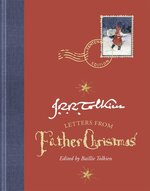 J.R.R. Tolkien
LETTERS FROM
Father Christmas
Edited by Baillie Tolkien